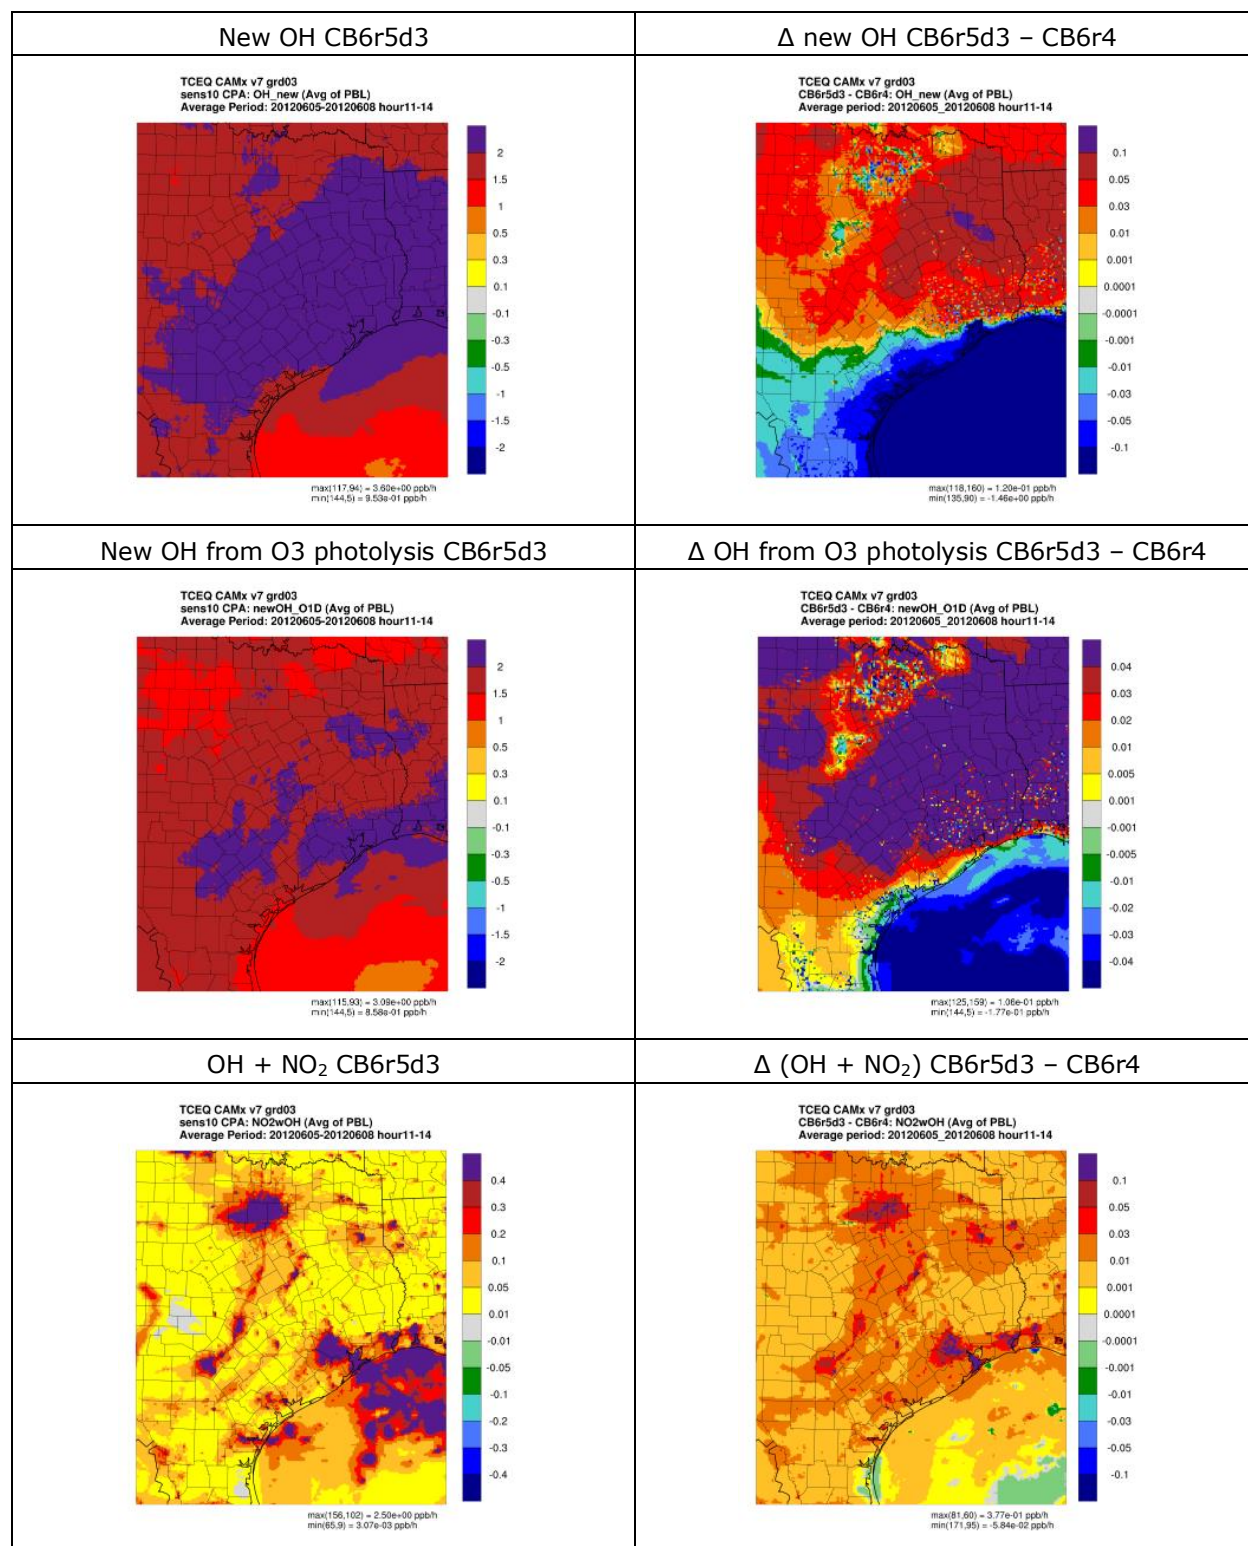 New OH CB6r5d3
Δ new OH CB6r5d3 – CB6r4
TCEQ CAMx v7 grd03
sens10 CPA: OH_new (Avg of PBL)
Average Period: 20120605-20120608 hour11-14
2
1.5
1
0.5
0.3
0.1
-0.1
-0.3
-0.5
-1
-1.5
-2
max(117,94) = 3.60e+00 ppb/h
min(144,5) = 9.53e-01 ppb/h
TCEQ CAMx v7 grd03
CB6r5d3 - CB6r4: OH_new (Avg of PBL)
Average period: 20120605_20120608 hour11-14
0.1
0.05
0.03
0.01
0.001
0.0001
-0.0001
-0.001
-0.01
-0.03
-0.05
-0.1
max(118,160) = 1.20e-01 ppb/h
min(135,90) = -1.46e+00 ppb/h
New OH from O3 photolysis CB6r5d3
Δ OH from O3 photolysis CB6r5d3 – CB6r4
TCEQ CAMx v7 grd03
sens10 CPA: newOH_O1D (Avg of PBL)
Average Period: 20120605-20120608 hour11-14
2
1.5
1
0.5
0.3
0.1
-0.1
-0.3
-0.5
-1
-1.5
-2
max(115,93) = 3.09e+00 ppb/h
min(144,5) = 8.58e-01 ppb/h
TCEQ CAMx v7 grd03
CB6r5d3 - CB6r4: newOH_O1D (Avg of PBL)
Average period: 20120605_20120608 hour11-14
0.04
0.03
0.02
0.01
0.005
0.001
-0.001
-0.005
-0.01
-0.02
-0.03
-0.04
max(125,159) = 1.06e-01 ppb/h
min(144,5) = -1.77e-01 ppb/h
OH + NO₂ CB6r5d3
Δ (OH + NO₂) CB6r5d3 – CB6r4
TCEQ CAMx v7 grd03
sens10 CPA: NO2wOH (Avg of PBL)
Average Period: 20120605-20120608 hour11-14
0.4
0.3
0.2
0.1
0.05
0.01
-0.01
-0.05
-0.1
-0.2
-0.3
-0.4
max(156,102) = 2.50e+00 ppb/h
min(65,9) = 3.07e-03 ppb/h
TCEQ CAMx v7 grd03
CB6r5d3 - CB6r4: NO2wOH (Avg of PBL)
Average period: 20120605_20120608 hour11-14
0.1
0.05
0.03
0.01
0.001
0.0001
-0.0001
-0.001
-0.01
-0.03
-0.05
-0.1
max(81,60) = 3.77e-01 ppb/h
min(171,95) = -5.84e-02 ppb/h